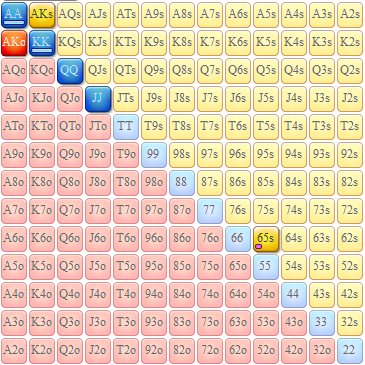 AA AKs AQs AJs ATs A9s A8s A7s A6s A5s A4s A3s A2s
AKo KK KQs KJs KTs K9s K8s K7s K6s K5s K4s K3s K2s
AQo KQo QQ QJs QTs Q9s Q8s Q7s Q6s Q5s Q4s Q3s Q2s
AJo KJo QJo JJ JTs J9s J8s J7s J6s J5s J4s J3s J2s
ATo KTo QTo JTo TT T9s T8s T7s T6s T5s T4s T3s T2s
A9o K9o Q9o J9o T9o 99 98s 97s 96s 95s 94s 93s 92s
A8o K8o Q8o J8o T8o 98o 88 87s 86s 85s 84s 83s 82s
A7o K7o Q7o J7o T7o 97o 87o 77 76s 75s 74s 73s 72s
A6o K6o Q6o J6o T6o 96o 86o 76o 66 65s 64s 63s 62s
A5o K5o Q5o J5o T5o 95o 85o 75o 65o 55 54s 53s 52s
A4o K4o Q4o J4o T4o 94o 84o 74o 64o 54o 44 43s 42s
A3o K3o Q3o J3o T3o 93o 83o 73o 63o 53o 43o 33 32s
A2o K2o Q2o J2o T2o 92o 82o 72o 62o 52o 42o 32o 22